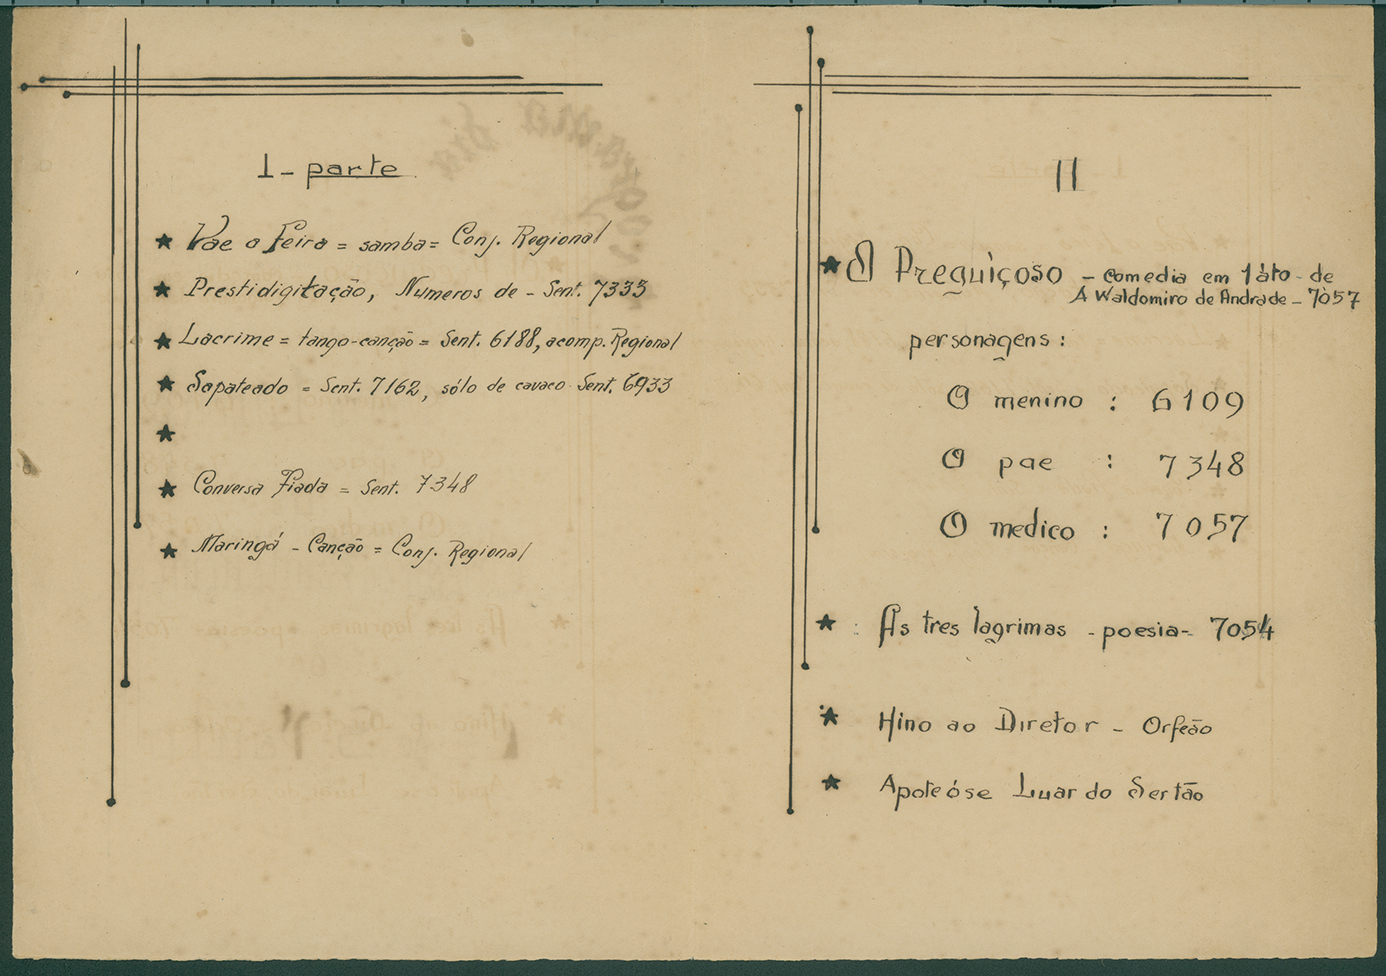 1 - parte
Vae a Feira = samba = Conj. Regional
Prestidigitação, Numeros de - Sent. 7335
Lacrime = tango-canção = Sent. 6188, acomp. Regional
Sapateado = Sent. 7162, sólo de cavaco Sent. 6933
Conversa Fiada = Sent. 7348
Maringá - Canção = Conj. Regional
II
O Preguiçoso - comedia em 1 áto - de
A Waldomiro de Andrade - 7057
personagens:
O menino : 6109
O pae : 7348
O medico : 7057
As tres lagrimas - poesia - 7054
Hino ao Diretor - Orfeão
Apoteóse Luar do Sertão